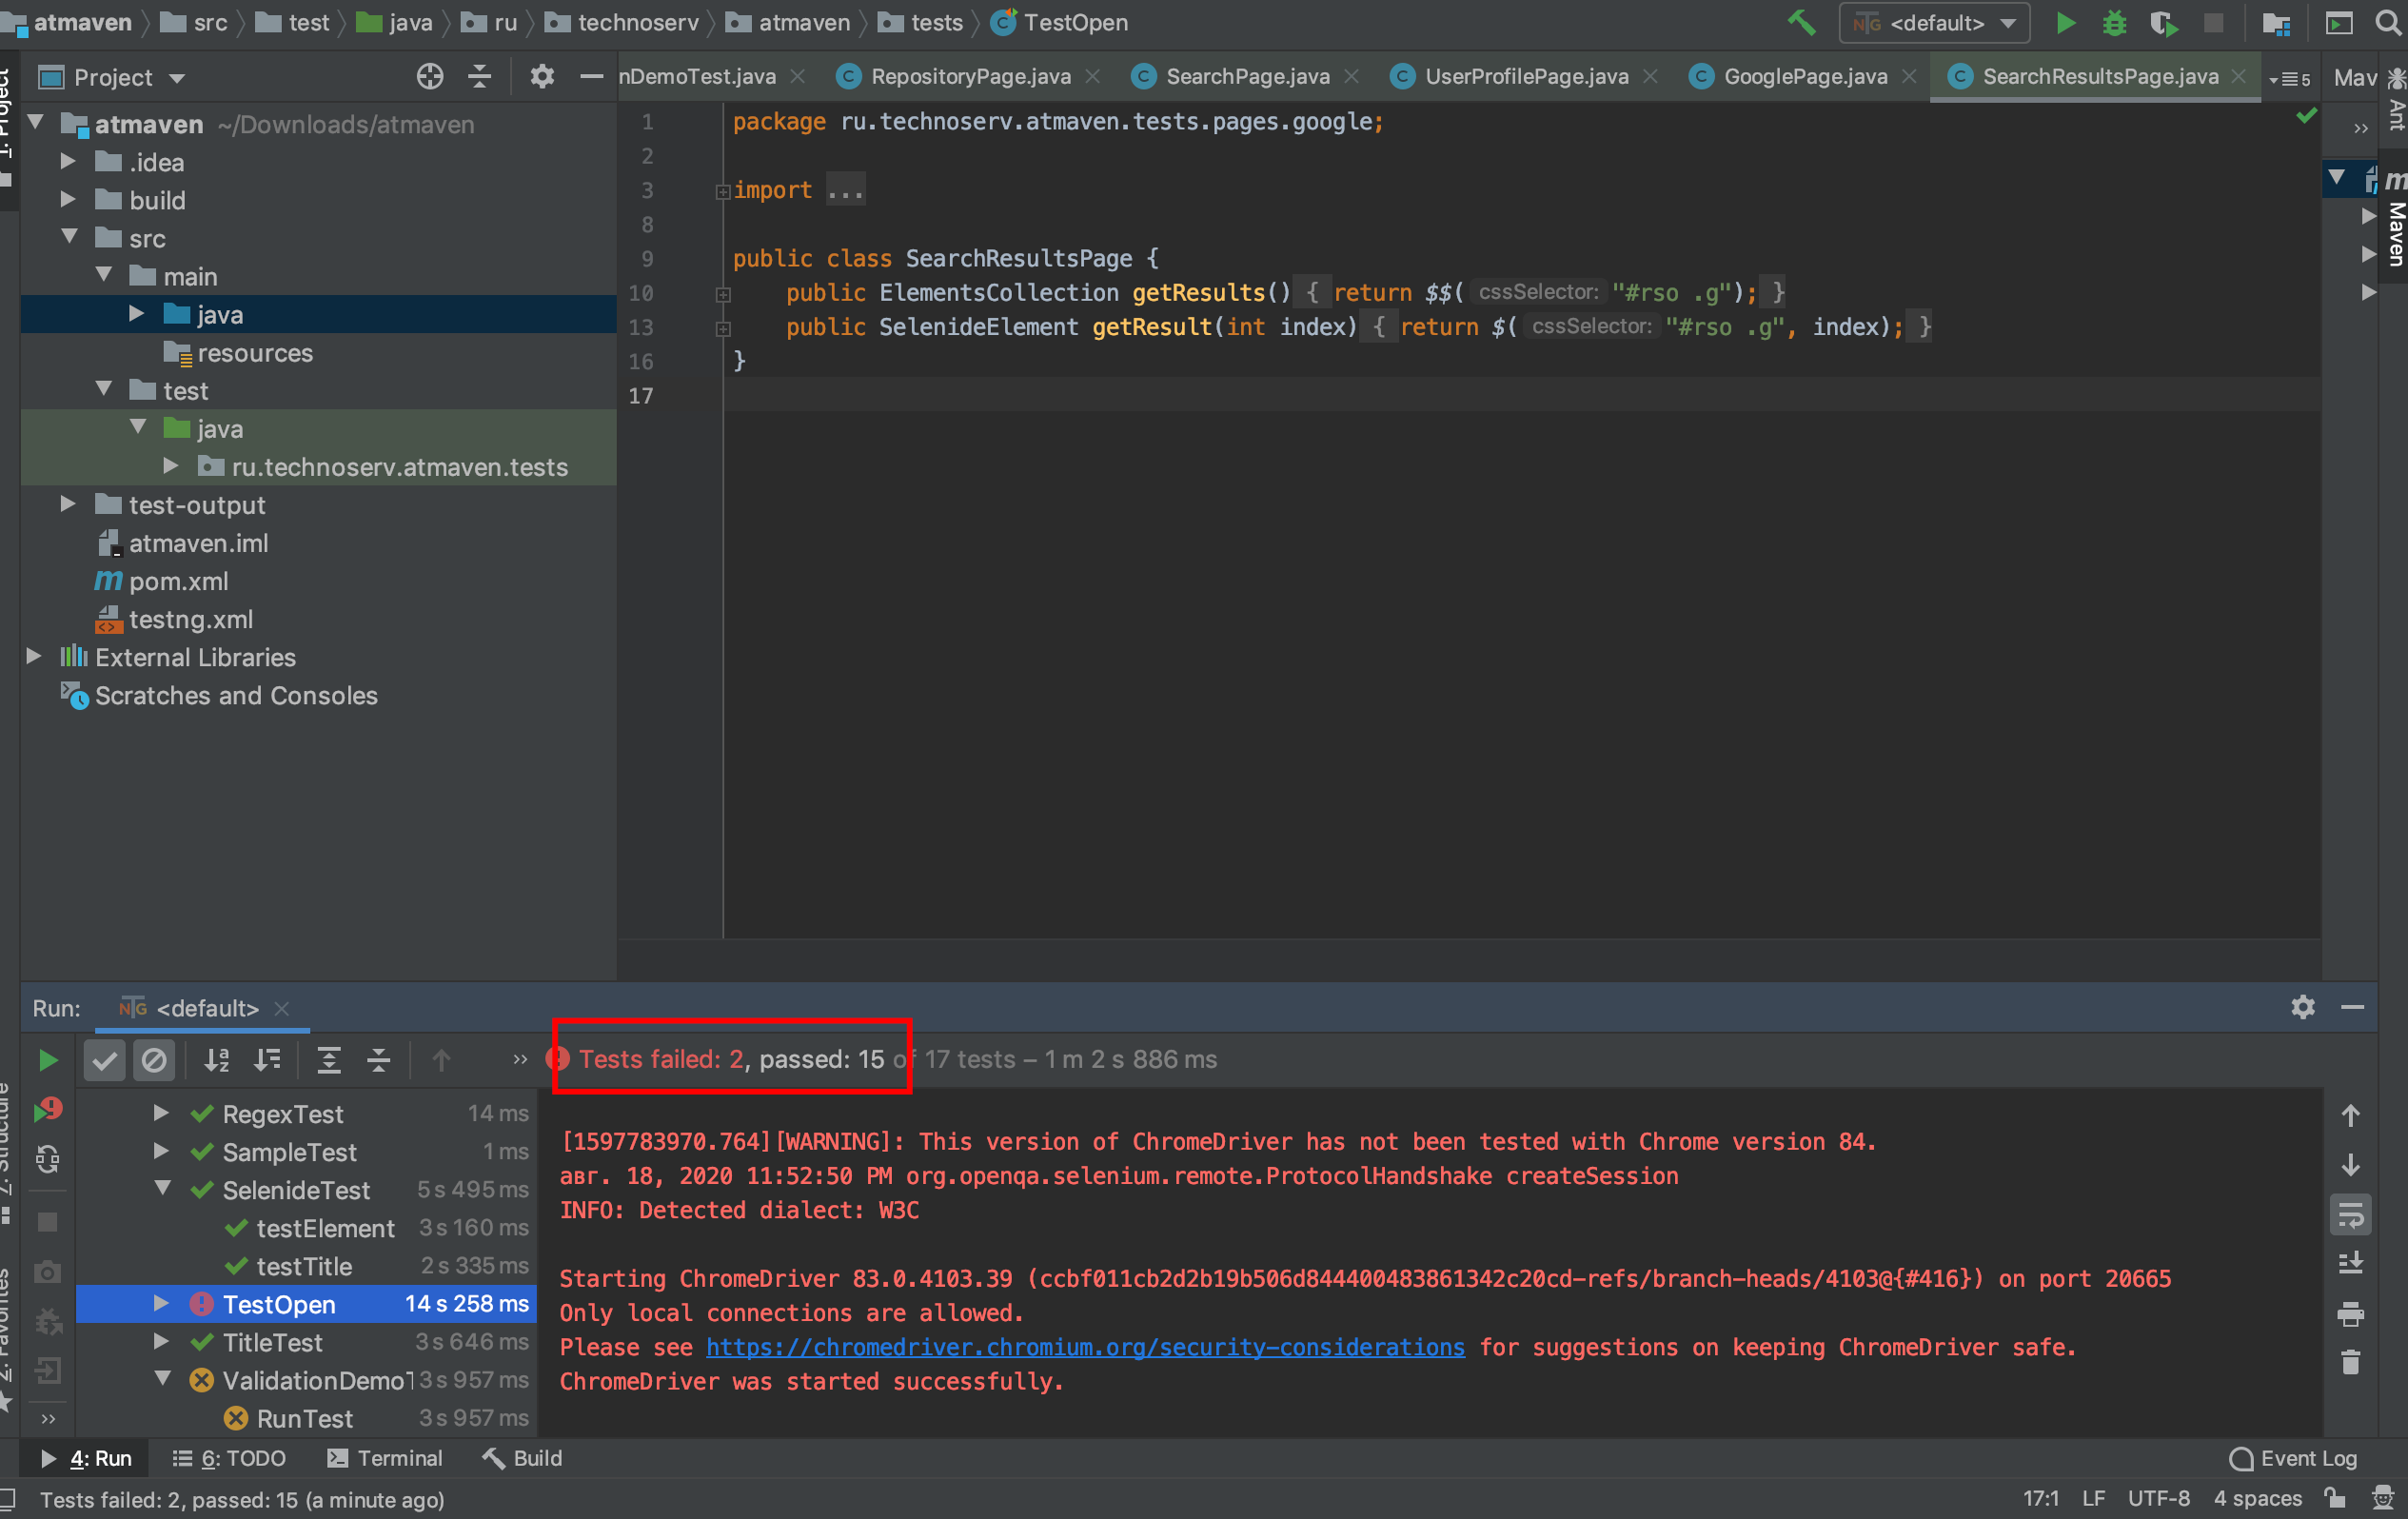 atmaven src test java ru technoserv atmaven tests TestOpen <default>
Project
nDemoTest.java RepositoryPage.java SearchPage.java UserProfilePage.java GooglePage.java SearchResultsPage.java 5 Mav
1: Project
Ant
Maven
atmaven ~/Downloads/atmaven
.idea
build
src
main
java
resources
test
java
ru.technoserv.atmaven.tests
test-output
atmaven.iml
pom.xml
testng.xml
External Libraries
Scratches and Consoles
1 package ru.technoserv.atmaven.tests.pages.google;
2
3 import ...
8
9 public class SearchResultsPage {
10 public ElementsCollection getResults() { return $$( cssSelector: "#rso .g"); }
13 public SelenideElement getResult(int index) { return $( cssSelector: "#rso .g", index); }
16 }
17
Run: <default>
Tests failed: 2, passed: 15 of 17 tests – 1 m 2 s 886 ms
RegexTest 14 ms
SampleTest 1 ms
SelenideTest 5 s 495 ms
testElement 3 s 160 ms
testTitle 2 s 335 ms
TestOpen 14 s 258 ms
TitleTest 3 s 646 ms
ValidationDemoT 3 s 957 ms
RunTest 3 s 957 ms
[1597783970.764][WARNING]: This version of ChromeDriver has not been tested with Chrome version 84.
авг. 18, 2020 11:52:50 PM org.openqa.selenium.remote.ProtocolHandshake createSession
INFO: Detected dialect: W3C
Starting ChromeDriver 83.0.4103.39 (ccbf011cb2d2b19b506d844400483861342c20cd-refs/branch-heads/4103@{#416}) on port 20665
Only local connections are allowed.
Please see https://chromedriver.chromium.org/security-considerations for suggestions on keeping ChromeDriver safe.
ChromeDriver was started successfully.
Z: Structure
2: Favorites
4: Run 6: TODO Terminal Build Event Log
Tests failed: 2, passed: 15 (a minute ago) 17:1 LF UTF-8 4 spaces